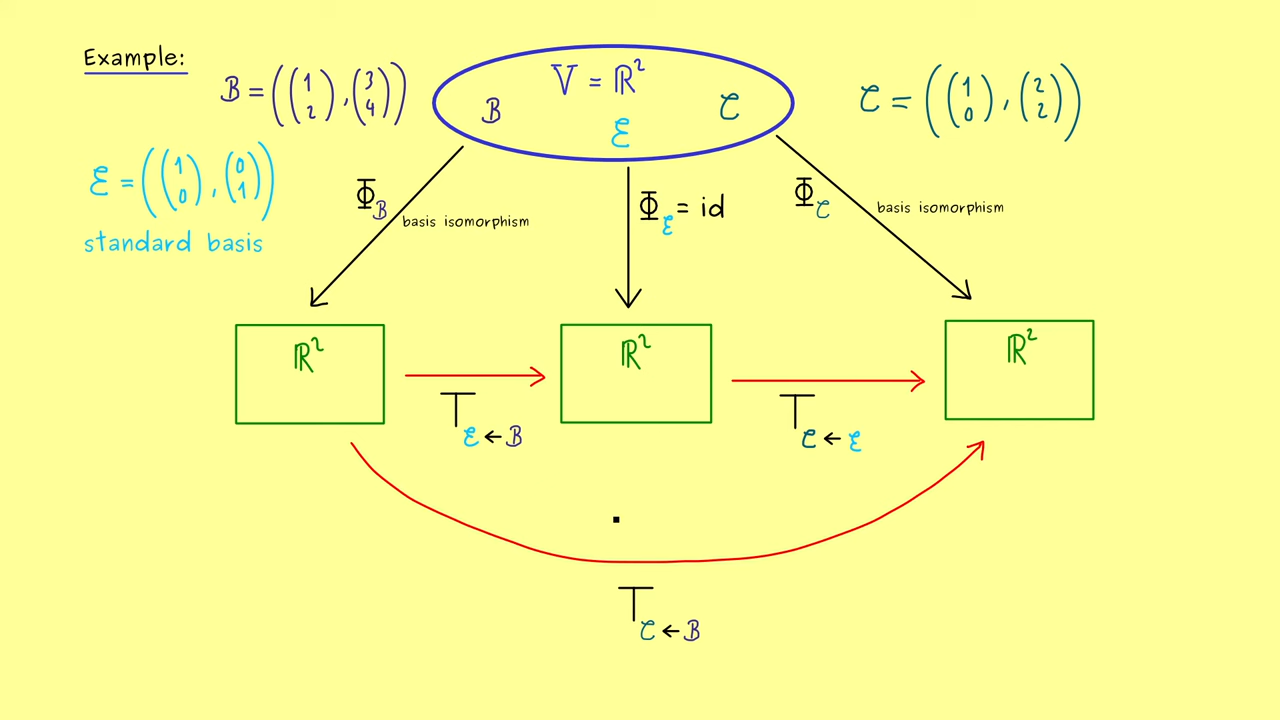 Example:
B = ((1 2), (3 4))
V = ℝ²
B ℰ C
C = ((1 0), (2 2))
ℰ = ((1 0), (0 1))
standard basis
Φ_B
basis isomorphism
Φ_ℰ = id
Φ_C
basis isomorphism
ℝ²
ℝ²
ℝ²
T_ℰ←B
T_C←ℰ
T_C←B